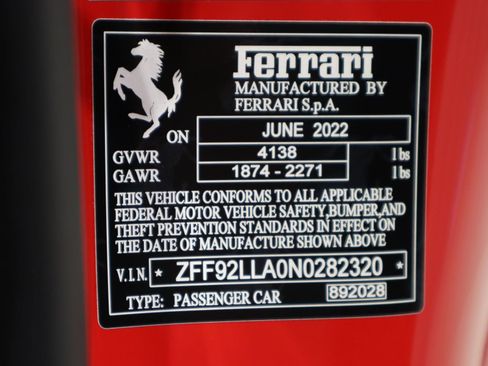 Ferrari
MANUFACTURED BY
FERRARI S.p.A.
ON JUNE 2022
GVWR 4138 lbs
GAWR 1874 - 2271 lbs
THIS VEHICLE CONFORMS TO ALL APPLICABLE
FEDERAL MOTOR VEHICLE SAFETY,BUMPER,AND
THEFT PREVENTION STANDARDS IN EFFECT ON
THE DATE OF MANUFACTURE SHOWN ABOVE
V.I.N. * ZFF92LLA0N0282320 *
TYPE: PASSENGER CAR 892028